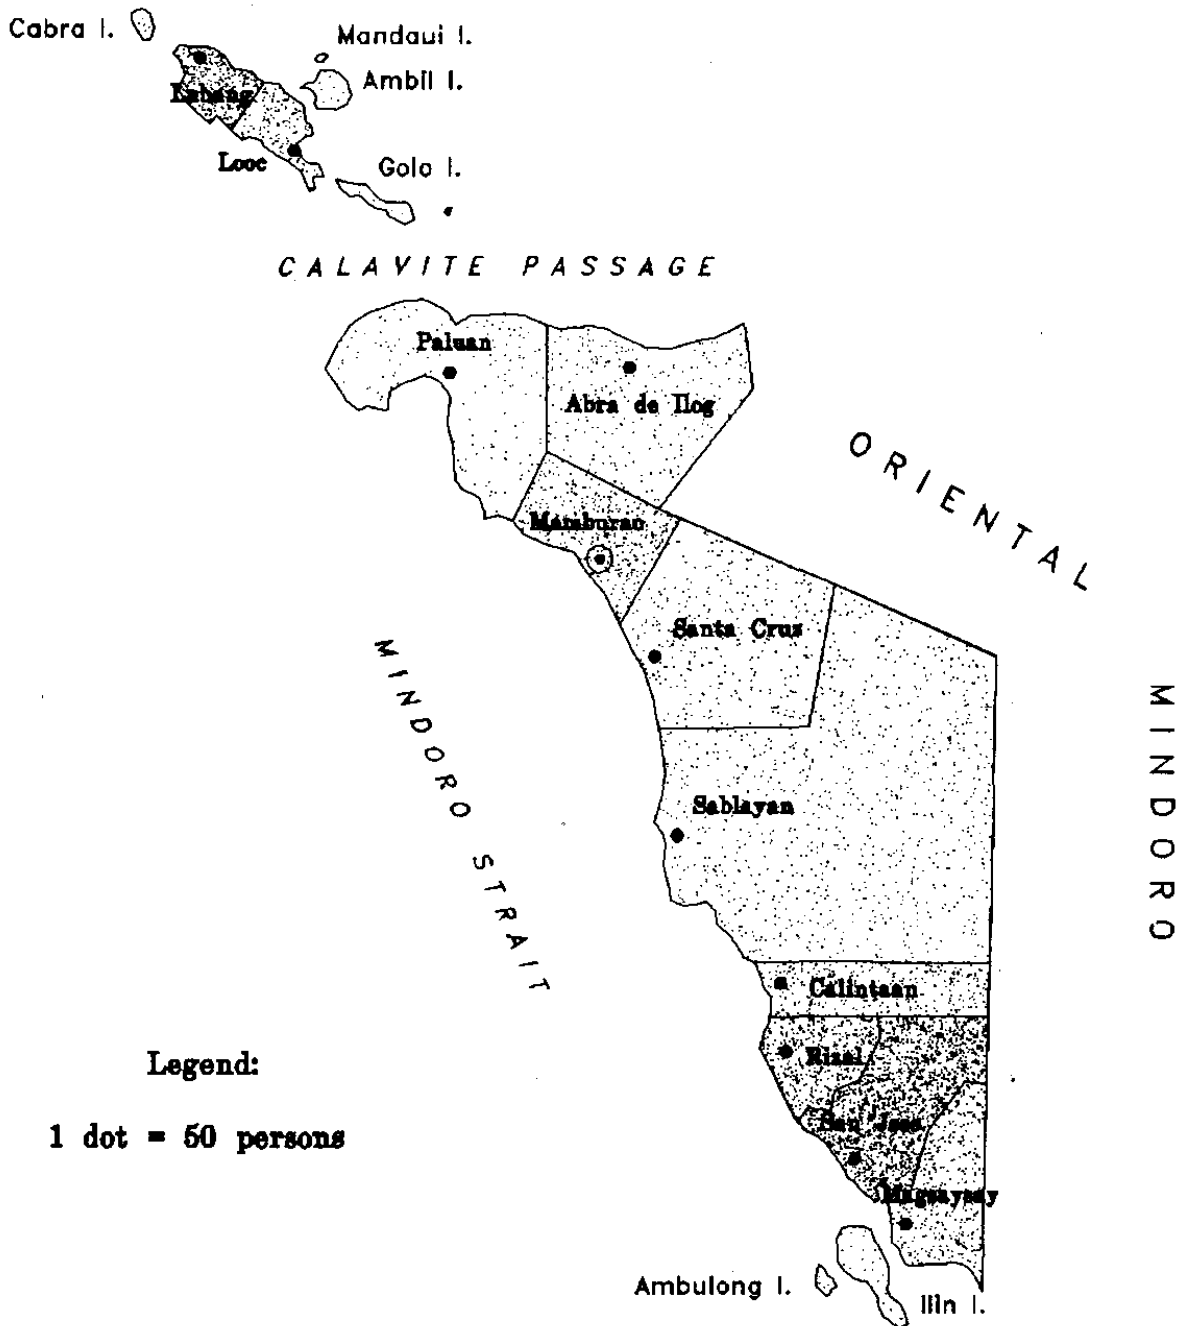 Cabra I.
Mandaui I.
Ambil I.
Lubang
Looc
Golo I.
CALAVITE PASSAGE
Paluan
Abra de Ilog
ORIENTAL
Mamburao
Santa Cruz
MINDORO STRAIT
MINDORO
Sablayan
Calintaan
Rizal
Legend:
San Jose
1 dot = 50 persons
Magsaysay
Ambulong I.
Ilin I.